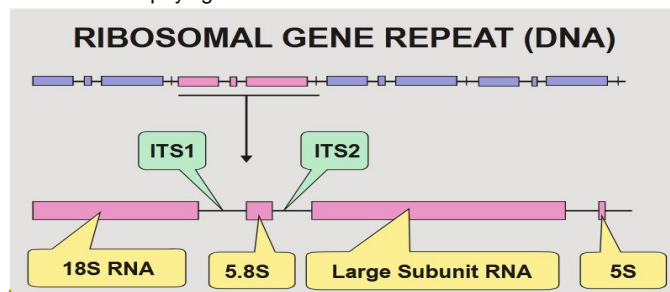 RIBOSOMAL GENE REPEAT (DNA)
ITS1
ITS2
18S RNA
5.8S
Large Subunit RNA
5S